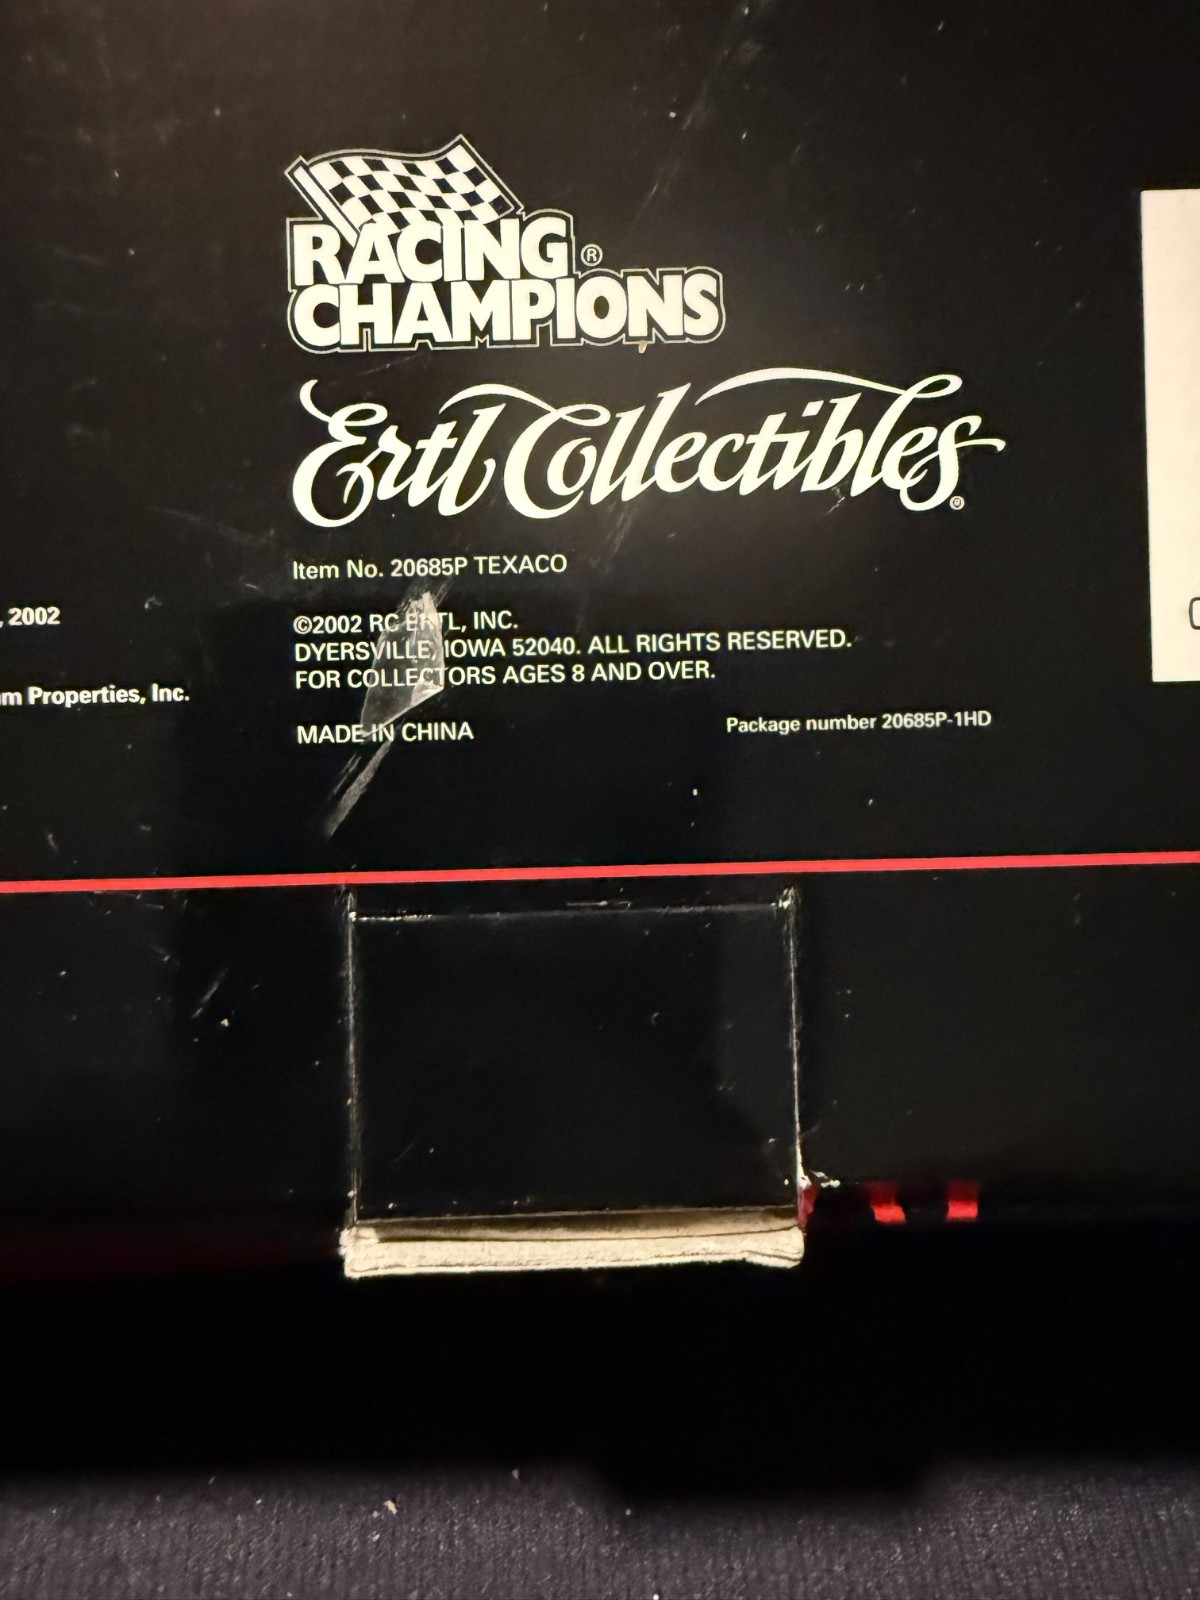 RACING ®
CHAMPIONS
Ertl Collectibles®
Item No. 20685P TEXACO
, 2002
©2002 RC ERTL, INC.
DYERSVILLE, IOWA 52040. ALL RIGHTS RESERVED.
FOR COLLECTORS AGES 8 AND OVER.
m Properties, Inc.
MADE IN CHINA
Package number 20685P-1HD